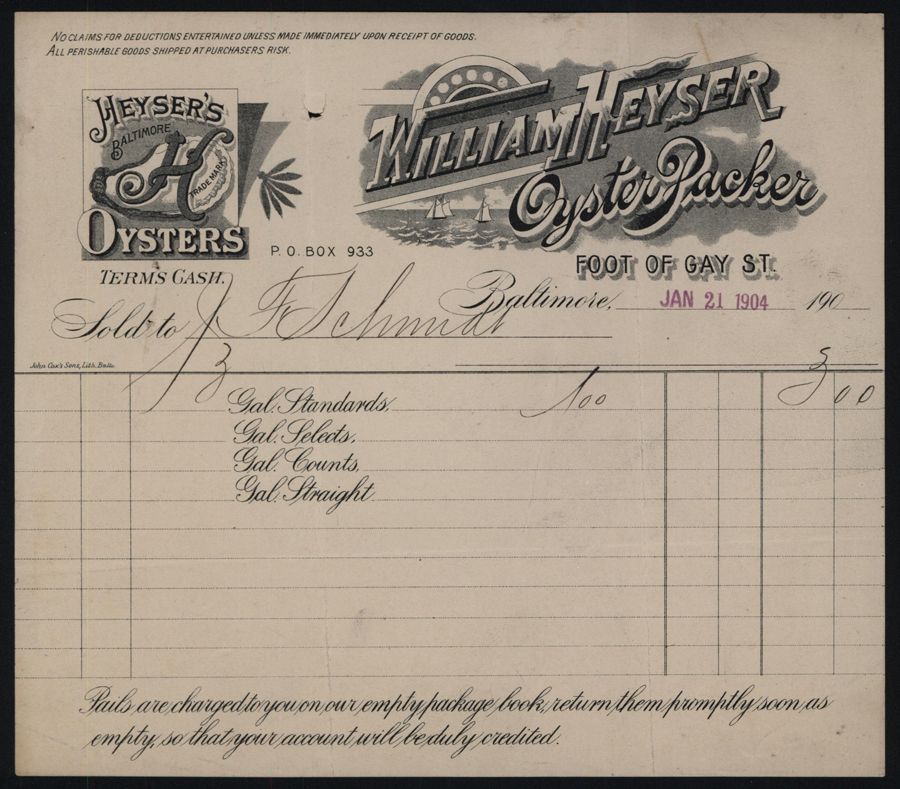 NO CLAIMS FOR DEDUCTIONS ENTERTAINED UNLESS MADE IMMEDIATELY UPON RECEIPT OF GOODS.
ALL PERISHABLE GOODS SHIPPED AT PURCHASERS RISK.
HEYSER'S
BALTIMORE
H
TRADE MARK
OYSTERS
WILLIAM HEYSER
Oyster Packer
P. O. BOX 933
FOOT OF GAY ST.
TERMS CASH.
Baltimore, JAN 21 1904 190
Sold to F Schmidt
John Cox's Sons, Lith. Balto.
3 Gal. Standards. 100 3 00
Gal. Selects.
Gal. Counts.
Gal. Straight
Pails are charged to you on our empty package book, return them promptly soon as
empty, so that your account will be duly credited.